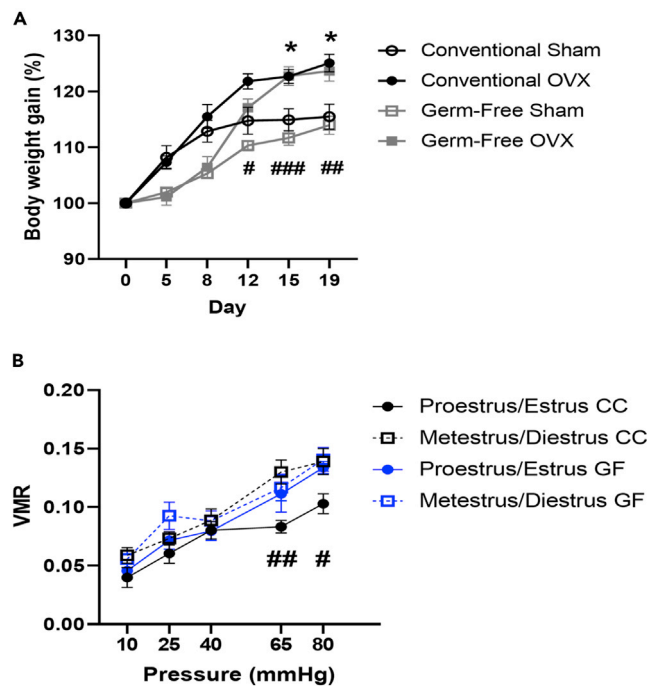 A
Body weight gain (%)
130
120
110
100
90
0 5 8 12 15 19
Day
* *
# ### ##
Conventional Sham
Conventional OVX
Germ-Free Sham
Germ-Free OVX
B
VMR
0.20
0.15
0.10
0.05
0.00
10 25 40 65 80
Pressure (mmHg)
## #
Proestrus/Estrus CC
Metestrus/Diestrus CC
Proestrus/Estrus GF
Metestrus/Diestrus GF